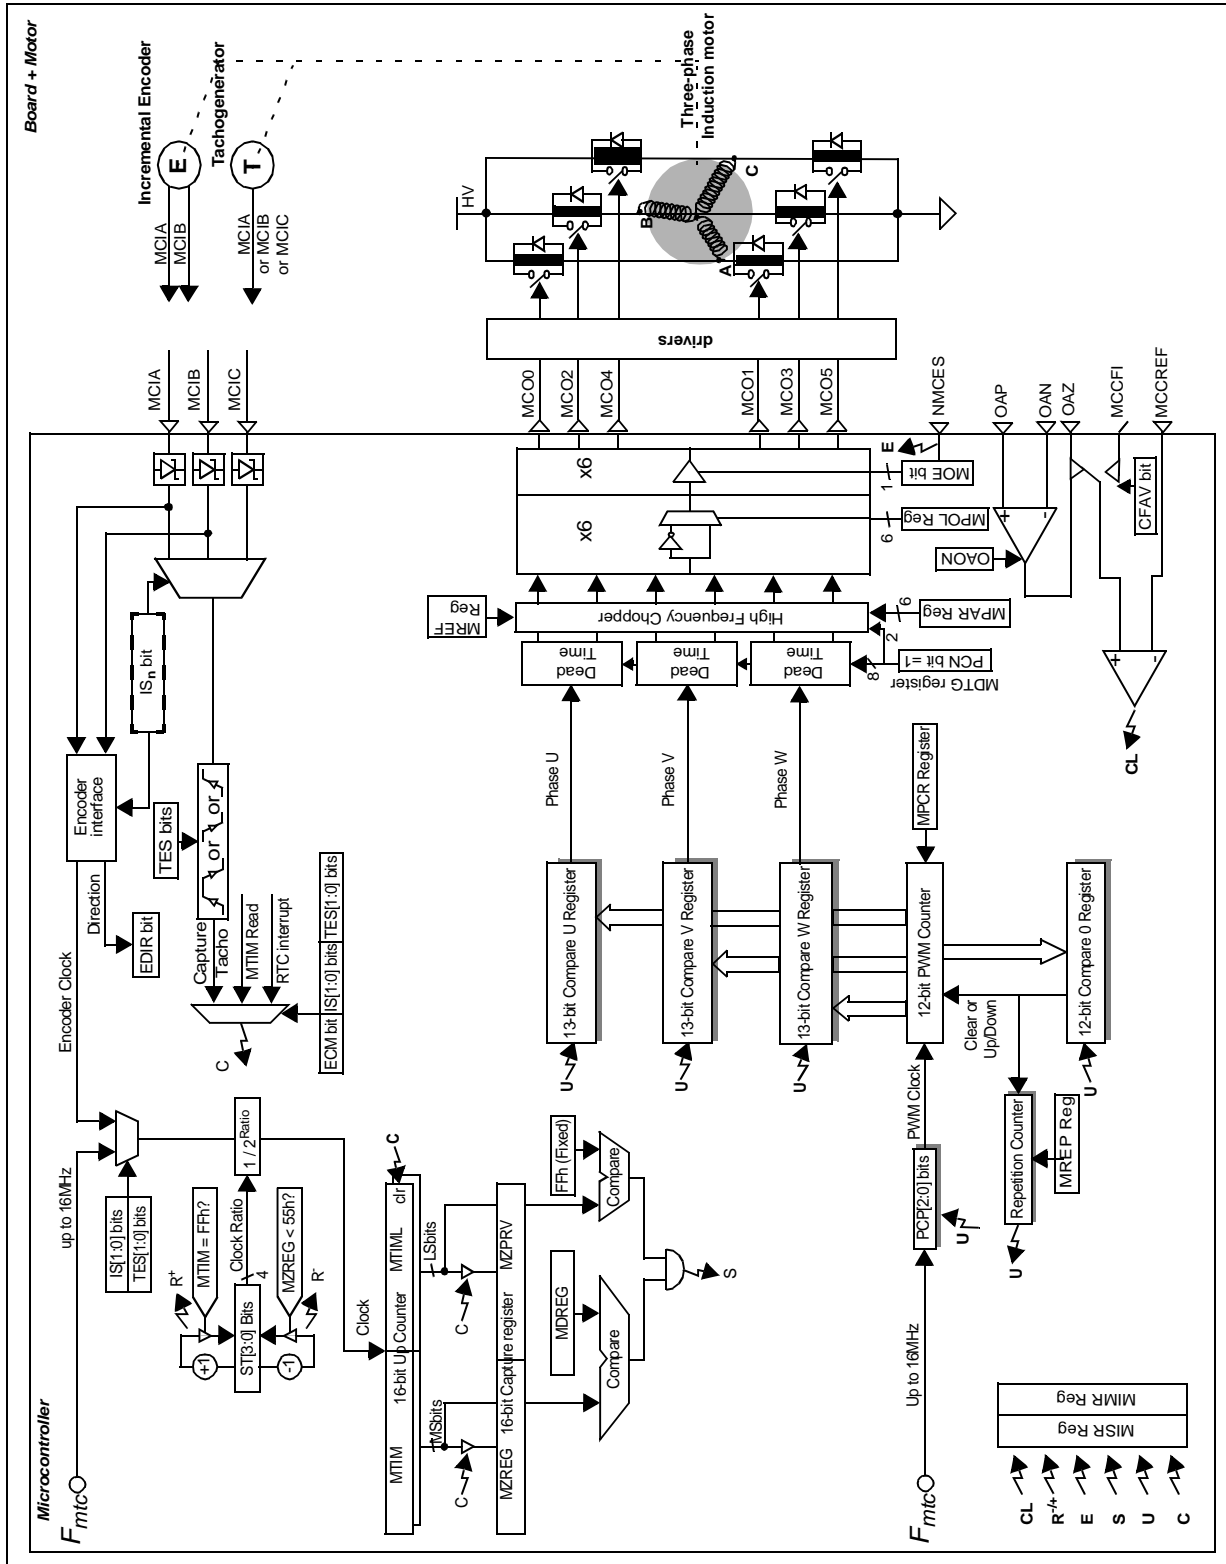 Board + Motor
Incremental Encoder
E
Tachogenerator
T
MCIA
MCIB
MCIA
or MCIB
or MCIC
Three-phase
Induction motor
HV
A
B
C
drivers
Microcontroller
MCIA
MCIB
MCIC
MCO0
MCO2
MCO4
MCO1
MCO3
MCO5
NMCES
OAP
OAN
OAZ
MCCFI
MCCREF
ISn bit
Encoder
interface
Encoder Clock
Direction
EDIR bit
TES bits
or
or
Capture
Tacho
MTIM Read
RTC interrupt
C
ECM bit
IS[1:0] bits
TES[1:0] bits
x6
x6
1
E
MOE bit
6
MPOL Reg
OAON
+
-
CFAV bit
+
-
CL
MREF
Reg
High Frequency Chopper
6
MPAR Reg
Dead
Time
Dead
Time
Dead
Time
8
2
PCN bit =1
MDTG register
Phase U
Phase V
Phase W
13-bit Compare U Register
U
13-bit Compare V Register
U
13-bit Compare W Register
U
MPCR Register
12-bit PWM Counter
Clear or
Up/Down
12-bit Compare 0 Register
U
PWM Clock
PCP[2:0] bits
U
Repetition Counter
U
MREP Reg
Up to 16MHz
Fmtc
Fmtc
up to 16MHz
IS[1:0] bits
TES[1:0] bits
1 / 2Ratio
Clock Ratio
4
R+
MTIM = FFh?
+1
ST[3:0] Bits
-1
MZREG < 55h?
R-
Clock
MTIM
16-bit Up Counter
MTIML
clr
C
MSbits
LSbits
C
C
MZREG
16-bit Capture register
MZPRV
MDREG
FFh (Fixed)
Compare
Compare
S
MISR Reg
MIMR Reg
CL
R-/+
E
S
U
C